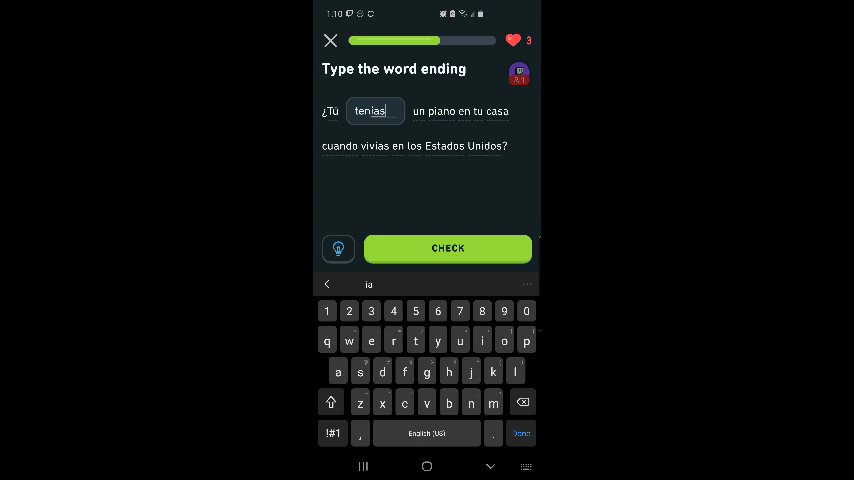 1:10
3
Type the word ending
¿Tú tenias un piano en tu casa
cuando vivías en los Estados Unidos?
CHECK
ia
1 2 3 4 5 6 7 8 9 0
q w e r t y u i o p
a s d f g h j k l
z x c v b n m
!#1 , English (US) . Done